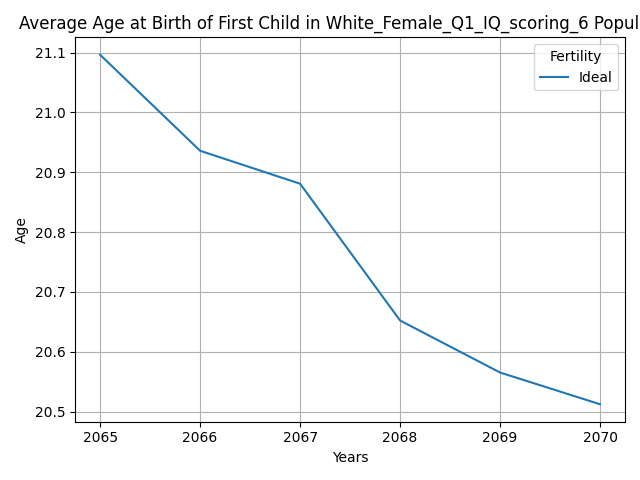 Average Age at Birth of First Child in White_Female_Q1_IQ_scoring_6 Popul
Fertility
Ideal
21.1
21.0
20.9
20.8
20.7
20.6
20.5
Age
2065 2066 2067 2068 2069 2070
Years